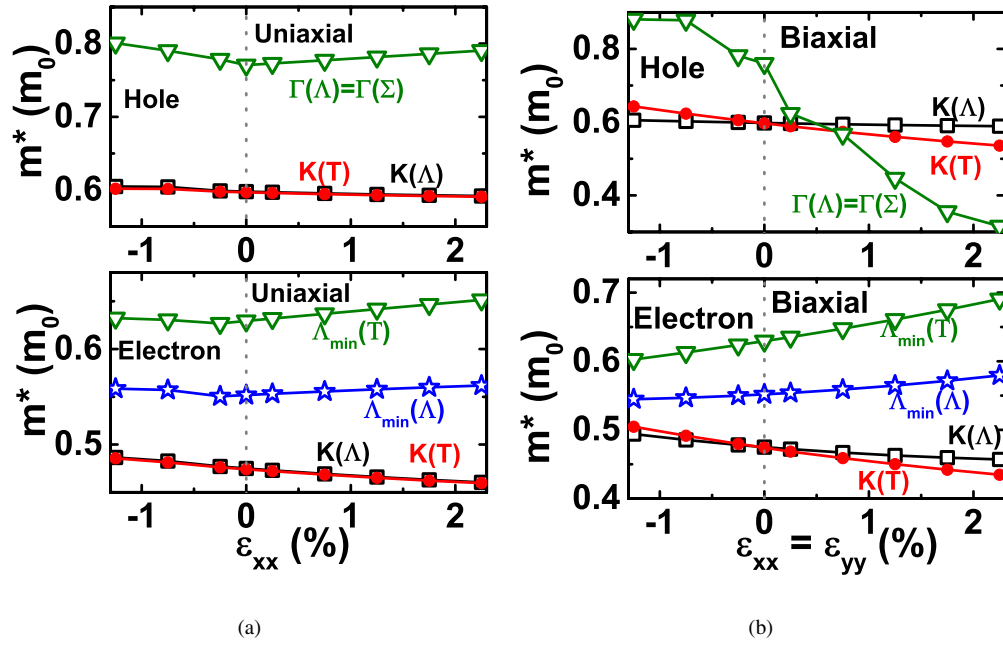 Uniaxial
0.8
Γ(Λ)=Γ(Σ)
Hole
0.7
m* (m0)
K(T) K(Λ)
0.6
-1 0 1 2
Uniaxial
Λmin(T)
0.6
Electron
m* (m0)
Λmin(Λ)
0.5
K(Λ) K(T)
-1 0 1 2
εxx (%)
(a)
Biaxial
0.8
Hole
K(Λ)
0.6
m* (m0)
K(T)
0.4
Γ(Λ)=Γ(Σ)
-1 0 1 2
0.7
Electron Biaxial
Λmin(T)
0.6
m* (m0)
Λmin(Λ)
0.5
K(Λ)
K(T)
0.4
-1 0 1 2
εxx = εyy (%)
(b)